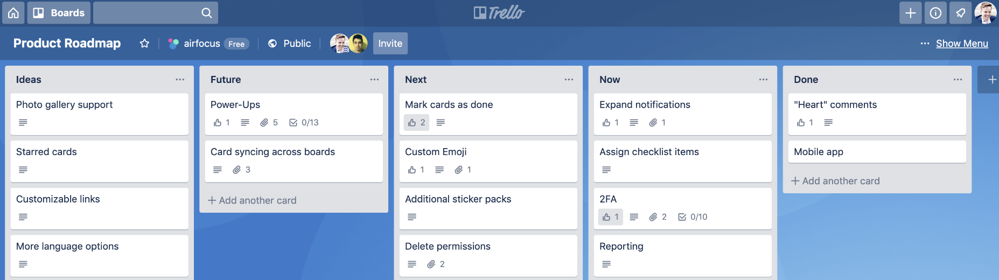 Boards
Trello
Product Roadmap
airfocus Free
Public
Invite
... Show Menu
Ideas ...
Photo gallery support
Starred cards
Customizable links
More language options
Future ...
Power-Ups
1 5 0/13
Card syncing across boards
3
+ Add another card
Next ...
Mark cards as done
2
Custom Emoji
1 1
Additional sticker packs
Delete permissions
2
Now ...
Expand notifications
1 1
Assign checklist items
2FA
1 2 0/10
Reporting
Done ...
"Heart" comments
1
Mobile app
+ Add another card